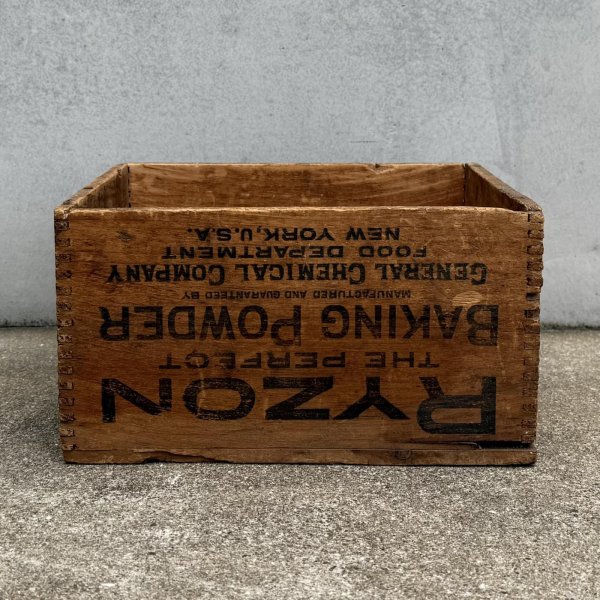 RYZON
THE PERFECT
BAKING POWDER
MANUFACTURED AND GUARANTEED BY
GENERAL CHEMICAL COMPANY
FOOD DEPARTMENT
NEW YORK, U.S.A.